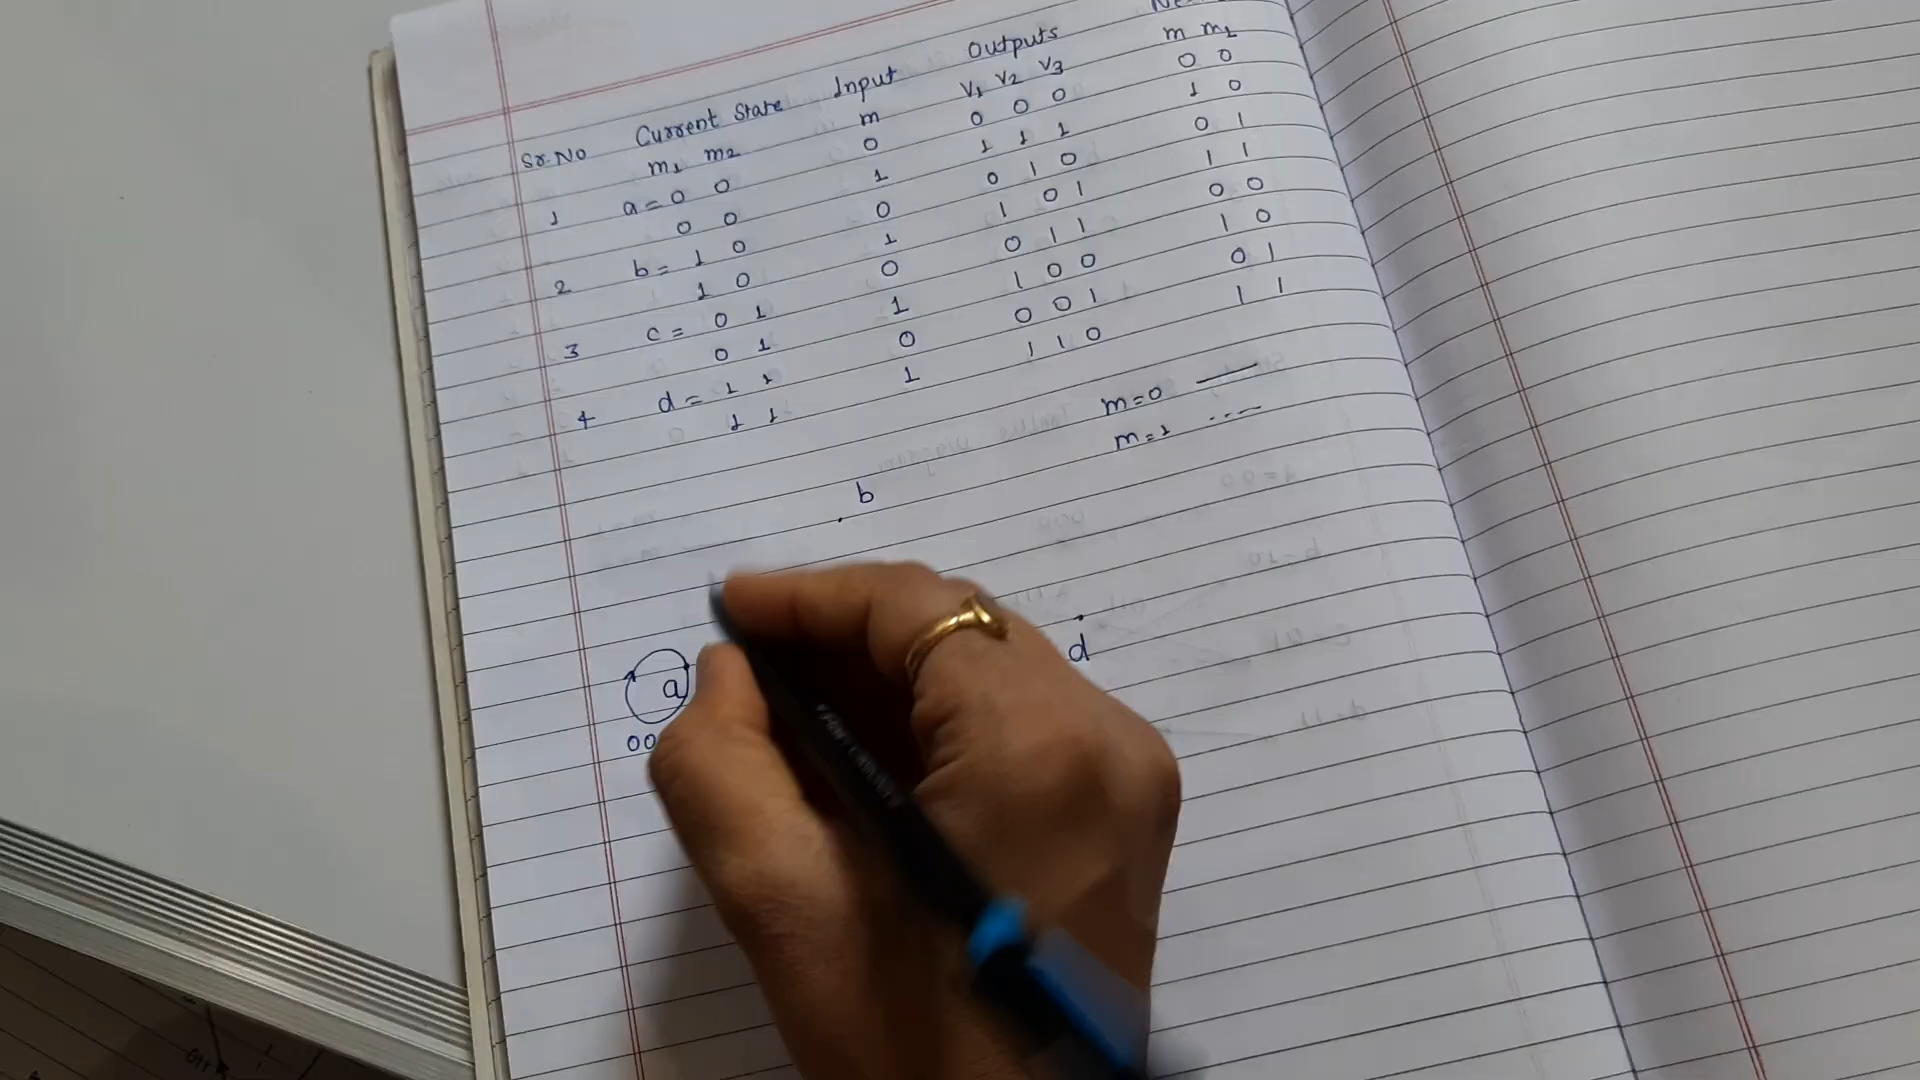 Current State Input Outputs
Sr.No m1 m2 m V1 V2 V3 m m1
1 a = 0 0 0 0 0 0 0 0
0 0 1 1 1 1 1 0
2 b = 1 0 0 0 1 0 0 1
1 0 1 1 0 1 1 1
3 c = 0 1 0 0 1 1 0 0
0 1 1 1 0 0 1 0
4 d = 1 1 0 0 0 1 0 1
1 1 1 1 1 0 1 1
m=0 —
m=1 ----
b
a
d
00